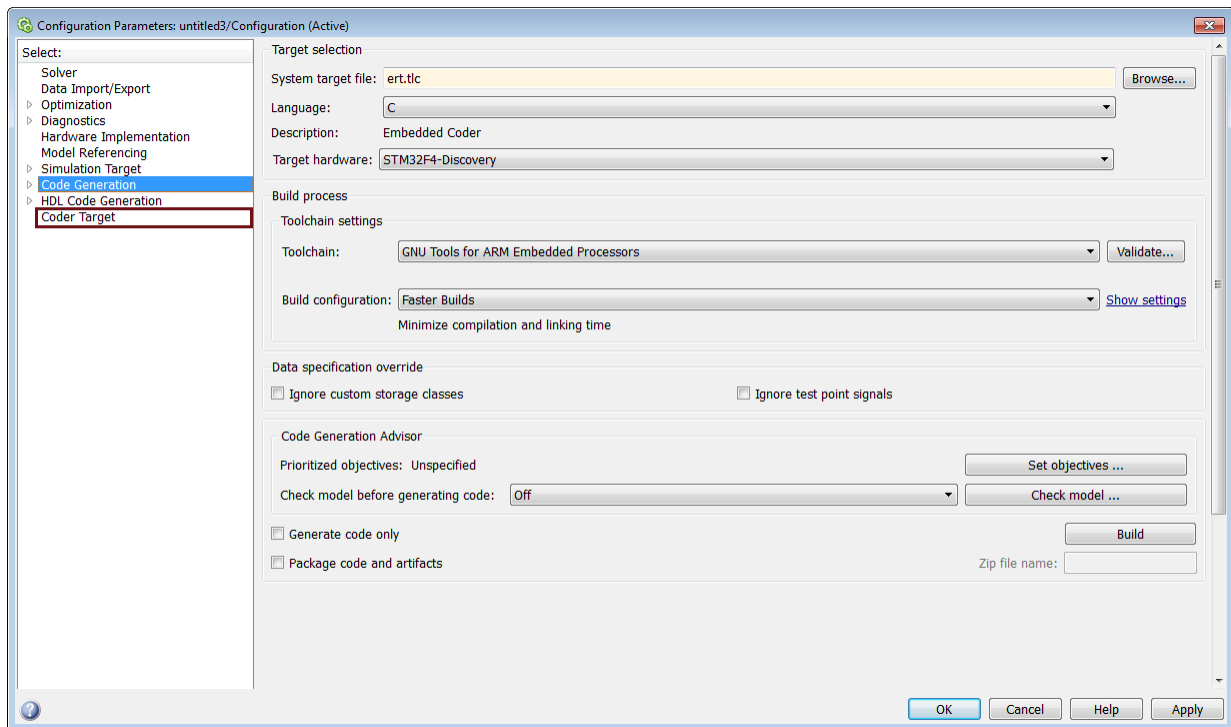 Configuration Parameters: untitled3/Configuration (Active)
Select:
Solver
Data Import/Export
Optimization
Diagnostics
Hardware Implementation
Model Referencing
Simulation Target
Code Generation
HDL Code Generation
Coder Target
Target selection
System target file: ert.tlc Browse...
Language: C
Description: Embedded Coder
Target hardware: STM32F4-Discovery
Build process
Toolchain settings
Toolchain: GNU Tools for ARM Embedded Processors Validate...
Build configuration: Faster Builds Show settings
Minimize compilation and linking time
Data specification override
Ignore custom storage classes Ignore test point signals
Code Generation Advisor
Prioritized objectives: Unspecified Set objectives ...
Check model before generating code: Off Check model ...
Generate code only Build
Package code and artifacts Zip file name:
OK Cancel Help Apply